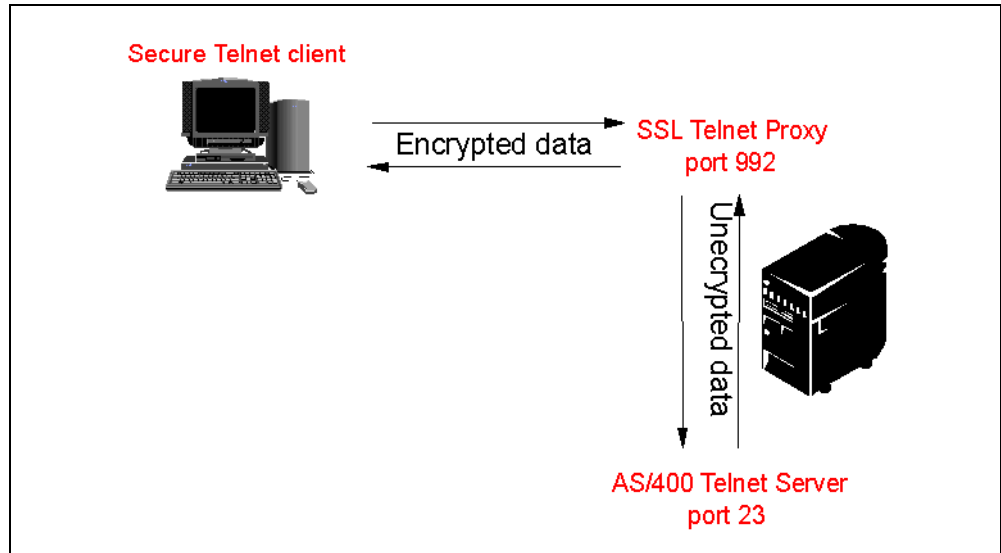 Secure Telnet client
Encrypted data
SSL Telnet Proxy
port 992
Unecrypted data
AS/400 Telnet Server
port 23